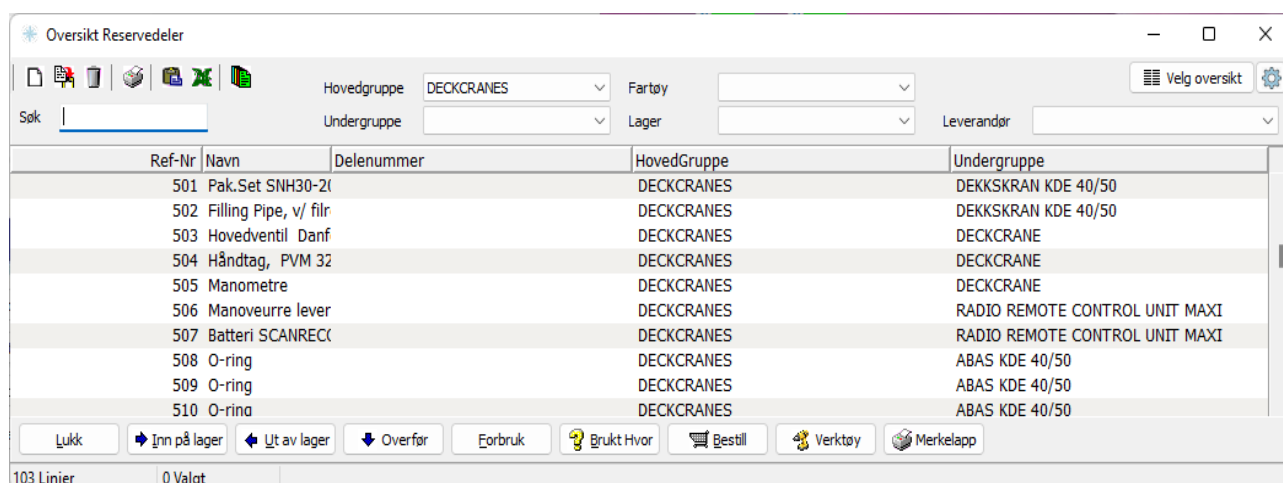 Oversikt Reservedeler
Hovedgruppe DECKCRANES Fartøy Velg oversikt
Søk Undergruppe Lager Leverandør
Ref-Nr Navn Delenummer HovedGruppe Undergruppe
501 Pak.Set SNH30-20 DECKCRANES DEKKSKRAN KDE 40/50
502 Filling Pipe, v/ filr DECKCRANES DEKKSKRAN KDE 40/50
503 Hovedventil Danf DECKCRANES DECKCRANE
504 Håndtag, PVM 32 DECKCRANES DECKCRANE
505 Manometre DECKCRANES DECKCRANE
506 Manoveurre lever DECKCRANES RADIO REMOTE CONTROL UNIT MAXI
507 Batteri SCANRECO DECKCRANES RADIO REMOTE CONTROL UNIT MAXI
508 O-ring DECKCRANES ABAS KDE 40/50
509 O-ring DECKCRANES ABAS KDE 40/50
510 O-ring DECKCRANES ABAS KDE 40/50
Lukk Inn på lager Ut av lager Overfør Forbruk Brukt Hvor Bestill Verktøy Merkelapp
103 Linjer 0 Valgt